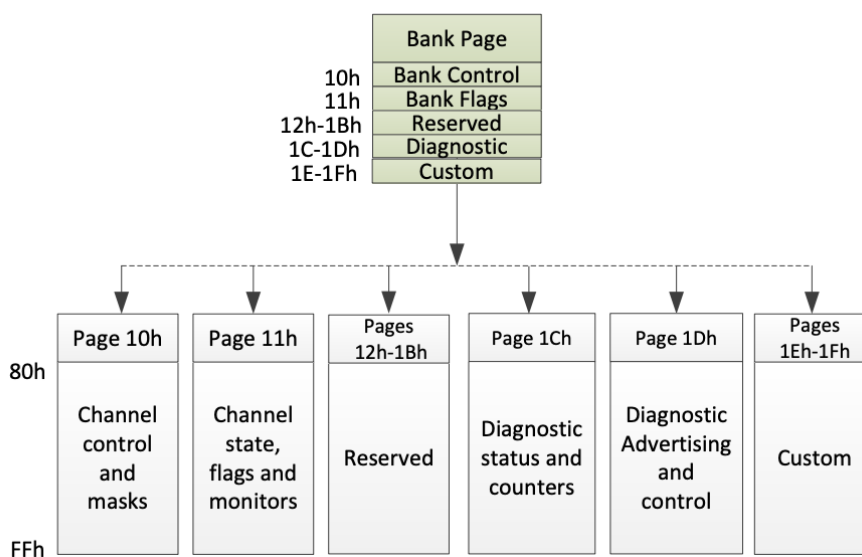 Bank Page
10h Bank Control
11h Bank Flags
12h-1Bh Reserved
1C-1Dh Diagnostic
1E-1Fh Custom
Page 10h
Page 11h
Pages
12h-1Bh
Page 1Ch
Page 1Dh
Pages
1Eh-1Fh
80h
Channel
control
and
masks
Channel
state,
flags and
monitors
Reserved
Diagnostic
status and
counters
Diagnostic
Advertising
and
control
Custom
FFh